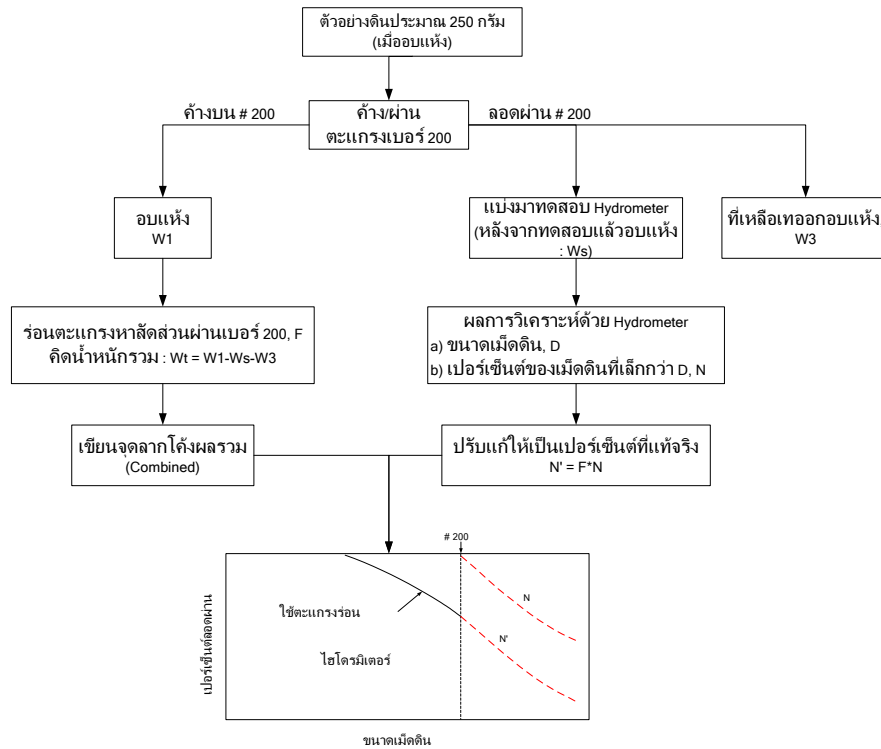 ตัวอย่างดินประมาณ 250 กรัม
(เมื่ออบแห้ง)
ค้างบน # 200
ค้าง/ผ่าน
ตะแกรงเบอร์ 200
ลอดผ่าน # 200
อบแห้ง
W1
แบ่งมาทดสอบ Hydrometer
(หลังจากทดสอบแล้วอบแห้ง
: Ws)
ที่เหลือเทออกอบแห้ง
W3
ร่อนตะแกรงหาสัดส่วนผ่านเบอร์ 200, F
คิดน้ำหนักรวม : Wt = W1-Ws-W3
ผลการวิเคราะห์ด้วย Hydrometer
a) ขนาดเม็ดดิน, D
b) เปอร์เซ็นต์ของเม็ดดินที่เล็กกว่า D, N
เขียนจุดลากโค้งผลรวม
(Combined)
ปรับแก้ให้เป็นเปอร์เซ็นต์ที่แท้จริง
N' = F*N
# 200
เปอร์เซ็นต์ลอดผ่าน
ใช้ตะแกรงร่อน
N
N'
ไฮโดรมิเตอร์
ขนาดเม็ดดิน